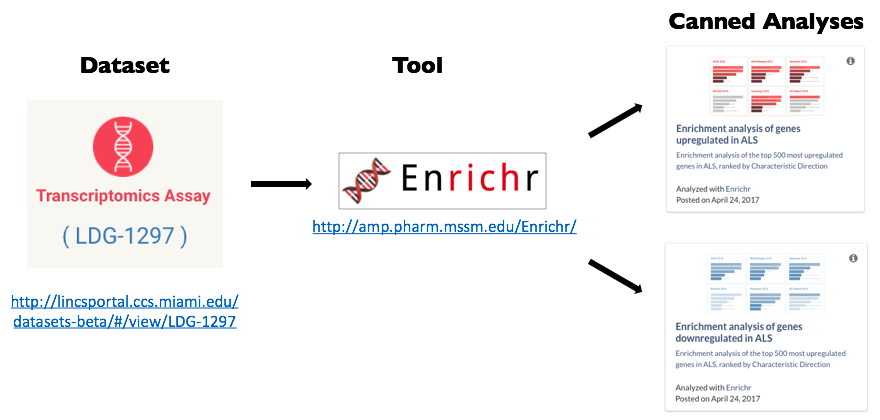 Dataset
Transcriptomics Assay
( LDG-1297 )
http://lincsportal.ccs.miami.edu/
datasets-beta/#/view/LDG-1297
Tool
Enrichr
http://amp.pharm.mssm.edu/Enrichr/
Canned Analyses
Enrichment analysis of genes
upregulated in ALS
Enrichment analysis of the top 500 most upregulated
genes in ALS, ranked by Characteristic Direction
Analyzed with Enrichr
Posted on April 24, 2017
Enrichment analysis of genes
downregulated in ALS
Enrichment analysis of the top 500 most upregulated
genes in ALS, ranked by Characteristic Direction
Analyzed with Enrichr
Posted on April 24, 2017